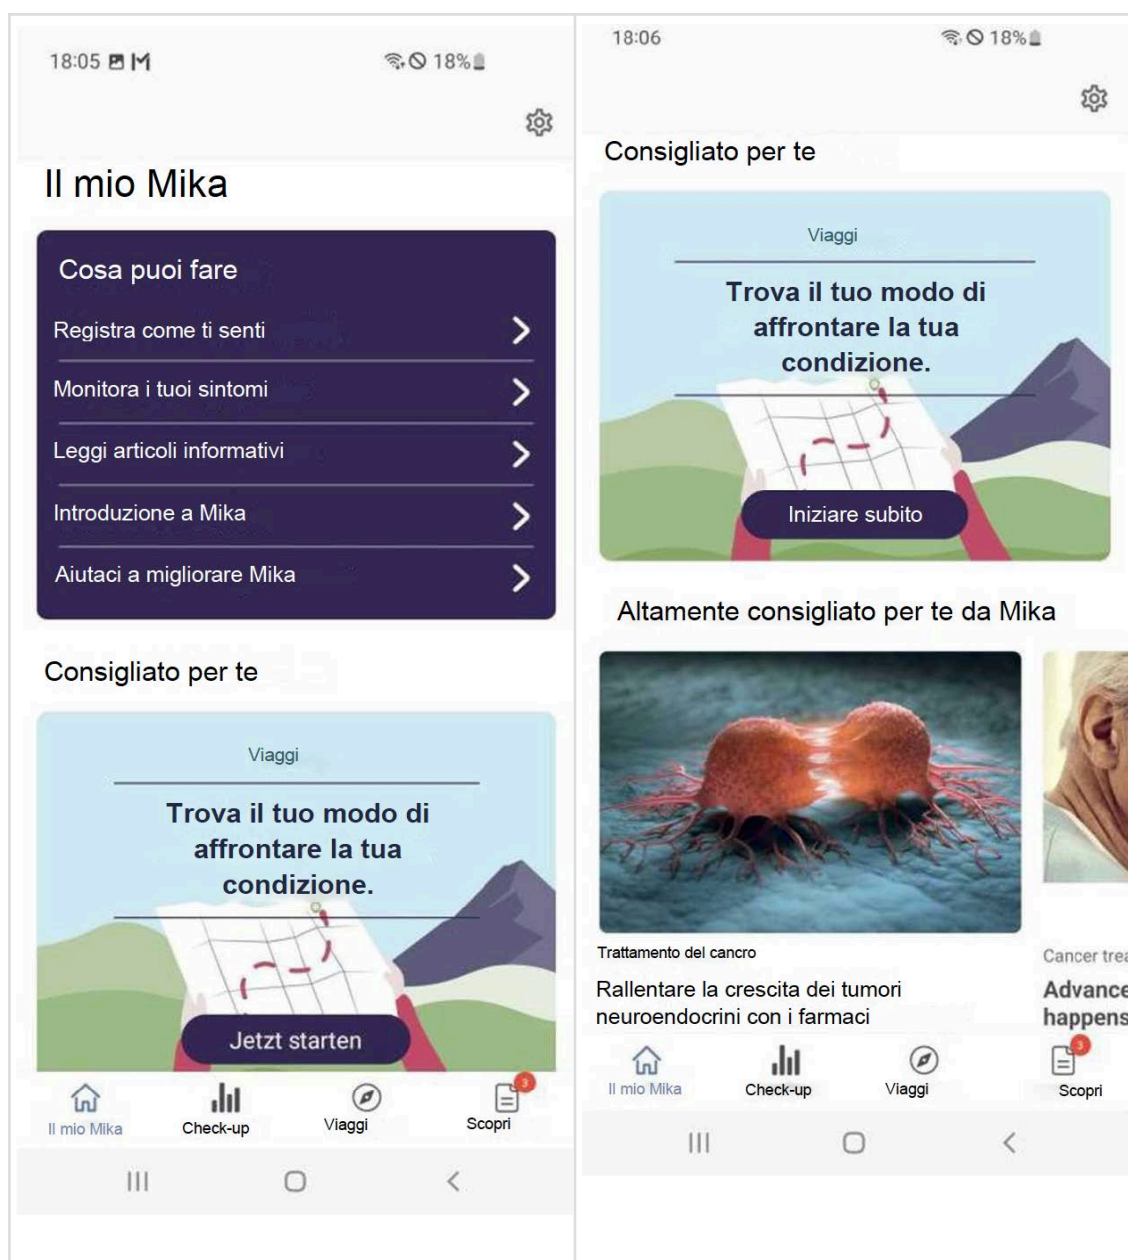 18:05
18%
Il mio Mika
Cosa puoi fare
Registra come ti senti
Monitora i tuoi sintomi
Leggi articoli informativi
Introduzione a Mika
Aiutaci a migliorare Mika
Consigliato per te
Viaggi
Trova il tuo modo di
affrontare la tua
condizione.
Jetzt starten
Il mio Mika
Check-up
Viaggi
3
Scopri
18:06
18%
Consigliato per te
Viaggi
Trova il tuo modo di
affrontare la tua
condizione.
Iniziare subito
Altamente consigliato per te da Mika
Trattamento del cancro
Rallentare la crescita dei tumori
neuroendocrini con i farmaci
Cancer trea
Advance
happens
Il mio Mika
Check-up
Viaggi
3
Scopri